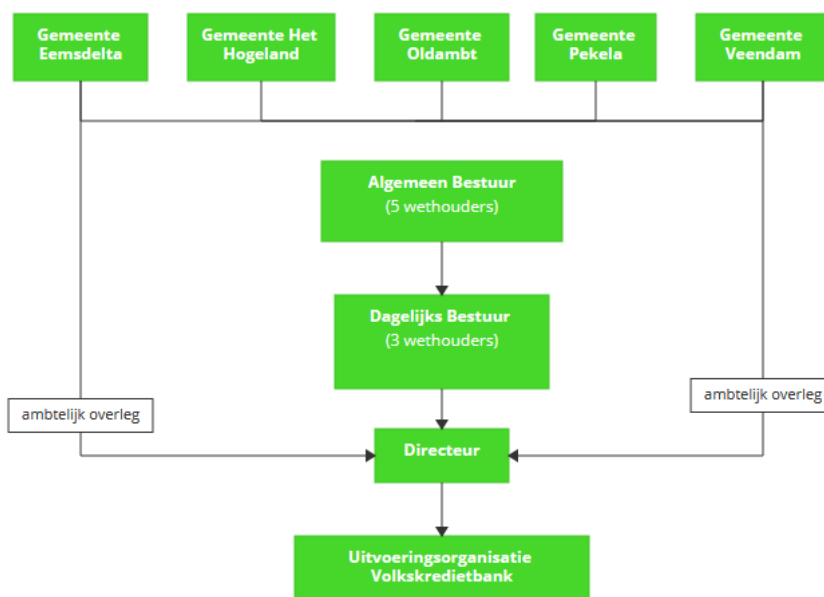 Gemeente
Eemsdelta
Gemeente Het
Hogeland
Gemeente
Oldambt
Gemeente
Pekela
Gemeente
Veendam
Algemeen Bestuur
(5 wethouders)
Dagelijks Bestuur
(3 wethouders)
ambtelijk overleg
ambtelijk overleg
Directeur
Uitvoeringsorganisatie
Volkskredietbank